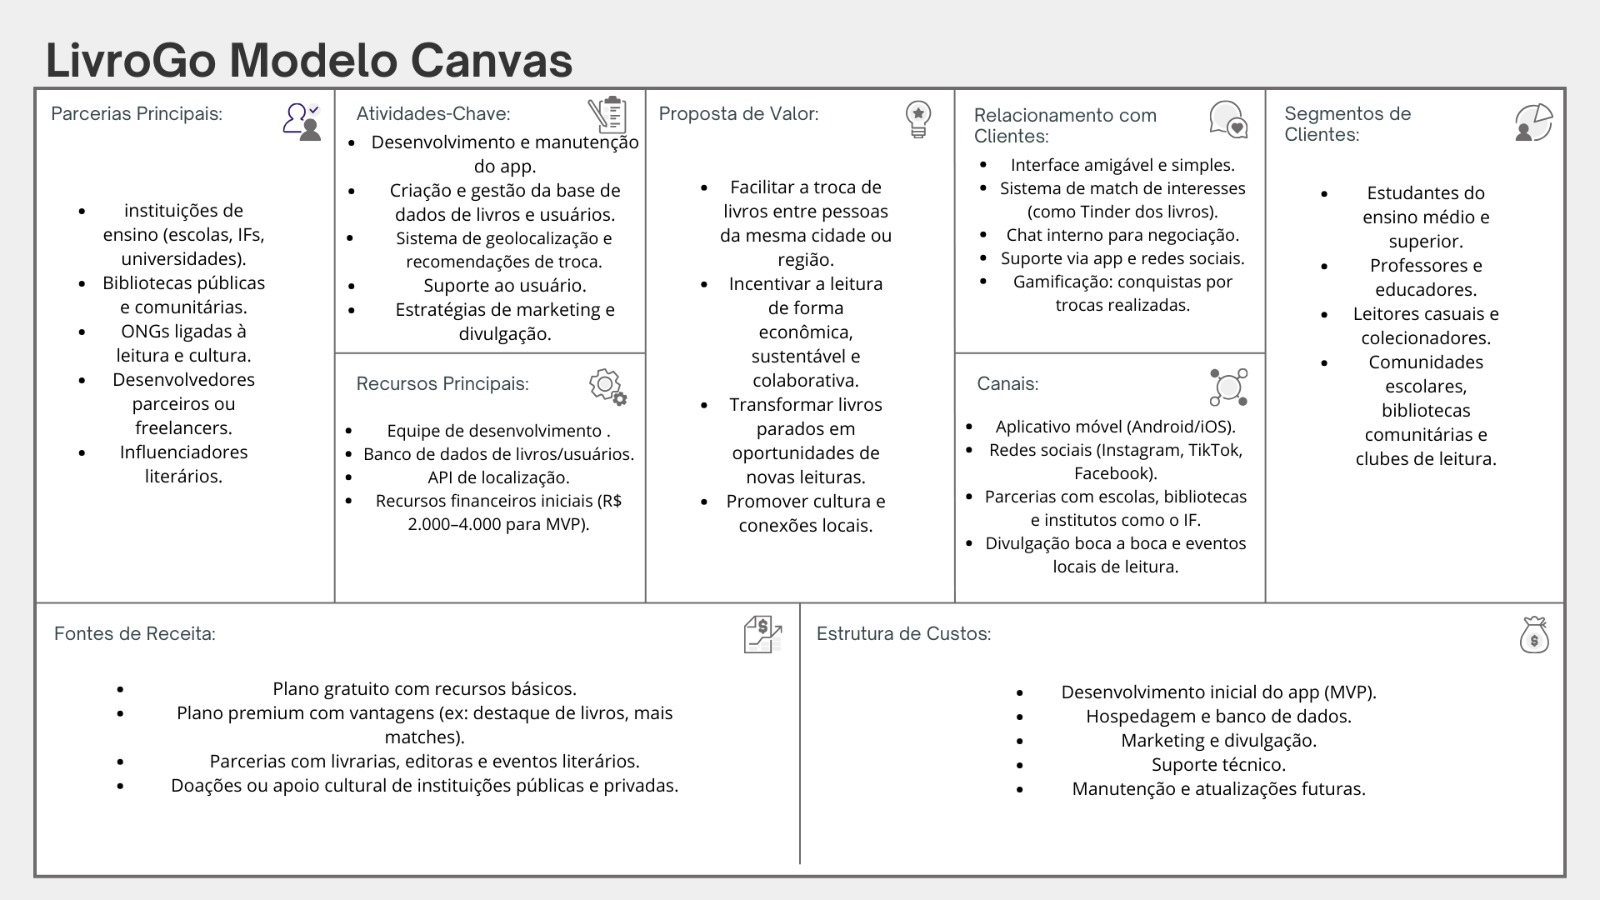 LivroGo Modelo Canvas
Parcerias Principais:
• instituições de
ensino (escolas, IFs,
universidades).
• Bibliotecas públicas
e comunitárias.
• ONGs ligadas à
leitura e cultura.
• Desenvolvedores
parceiros ou
freelancers.
• Influenciadores
literários.
Atividades-Chave:
• Desenvolvimento e manutenção
do app.
• Criação e gestão da base de
dados de livros e usuários.
• Sistema de geolocalização e
recomendações de troca.
• Suporte ao usuário.
• Estratégias de marketing e
divulgação.
Recursos Principais:
• Equipe de desenvolvimento .
• Banco de dados de livros/usuários.
• API de localização.
• Recursos financeiros iniciais (R$
2.000–4.000 para MVP).
Proposta de Valor:
• Facilitar a troca de
livros entre pessoas
da mesma cidade ou
região.
• Incentivar a leitura
de forma
econômica,
sustentável e
colaborativa.
• Transformar livros
parados em
oportunidades de
novas leituras.
• Promover cultura e
conexões locais.
Relacionamento com
Clientes:
• Interface amigável e simples.
• Sistema de match de interesses
(como Tinder dos livros).
• Chat interno para negociação.
• Suporte via app e redes sociais.
• Gamificação: conquistas por
trocas realizadas.
Canais:
• Aplicativo móvel (Android/iOS).
• Redes sociais (Instagram, TikTok,
Facebook).
• Parcerias com escolas, bibliotecas
e institutos como o IF.
• Divulgação boca a boca e eventos
locais de leitura.
Segmentos de
Clientes:
• Estudantes do
ensino médio e
superior.
• Professores e
educadores.
• Leitores casuais e
colecionadores.
• Comunidades
escolares,
bibliotecas
comunitárias e
clubes de leitura.
Fontes de Receita:
• Plano gratuito com recursos básicos.
• Plano premium com vantagens (ex: destaque de livros, mais
matches).
• Parcerias com livrarias, editoras e eventos literários.
• Doações ou apoio cultural de instituições públicas e privadas.
Estrutura de Custos:
• Desenvolvimento inicial do app (MVP).
• Hospedagem e banco de dados.
• Marketing e divulgação.
• Suporte técnico.
• Manutenção e atualizações futuras.